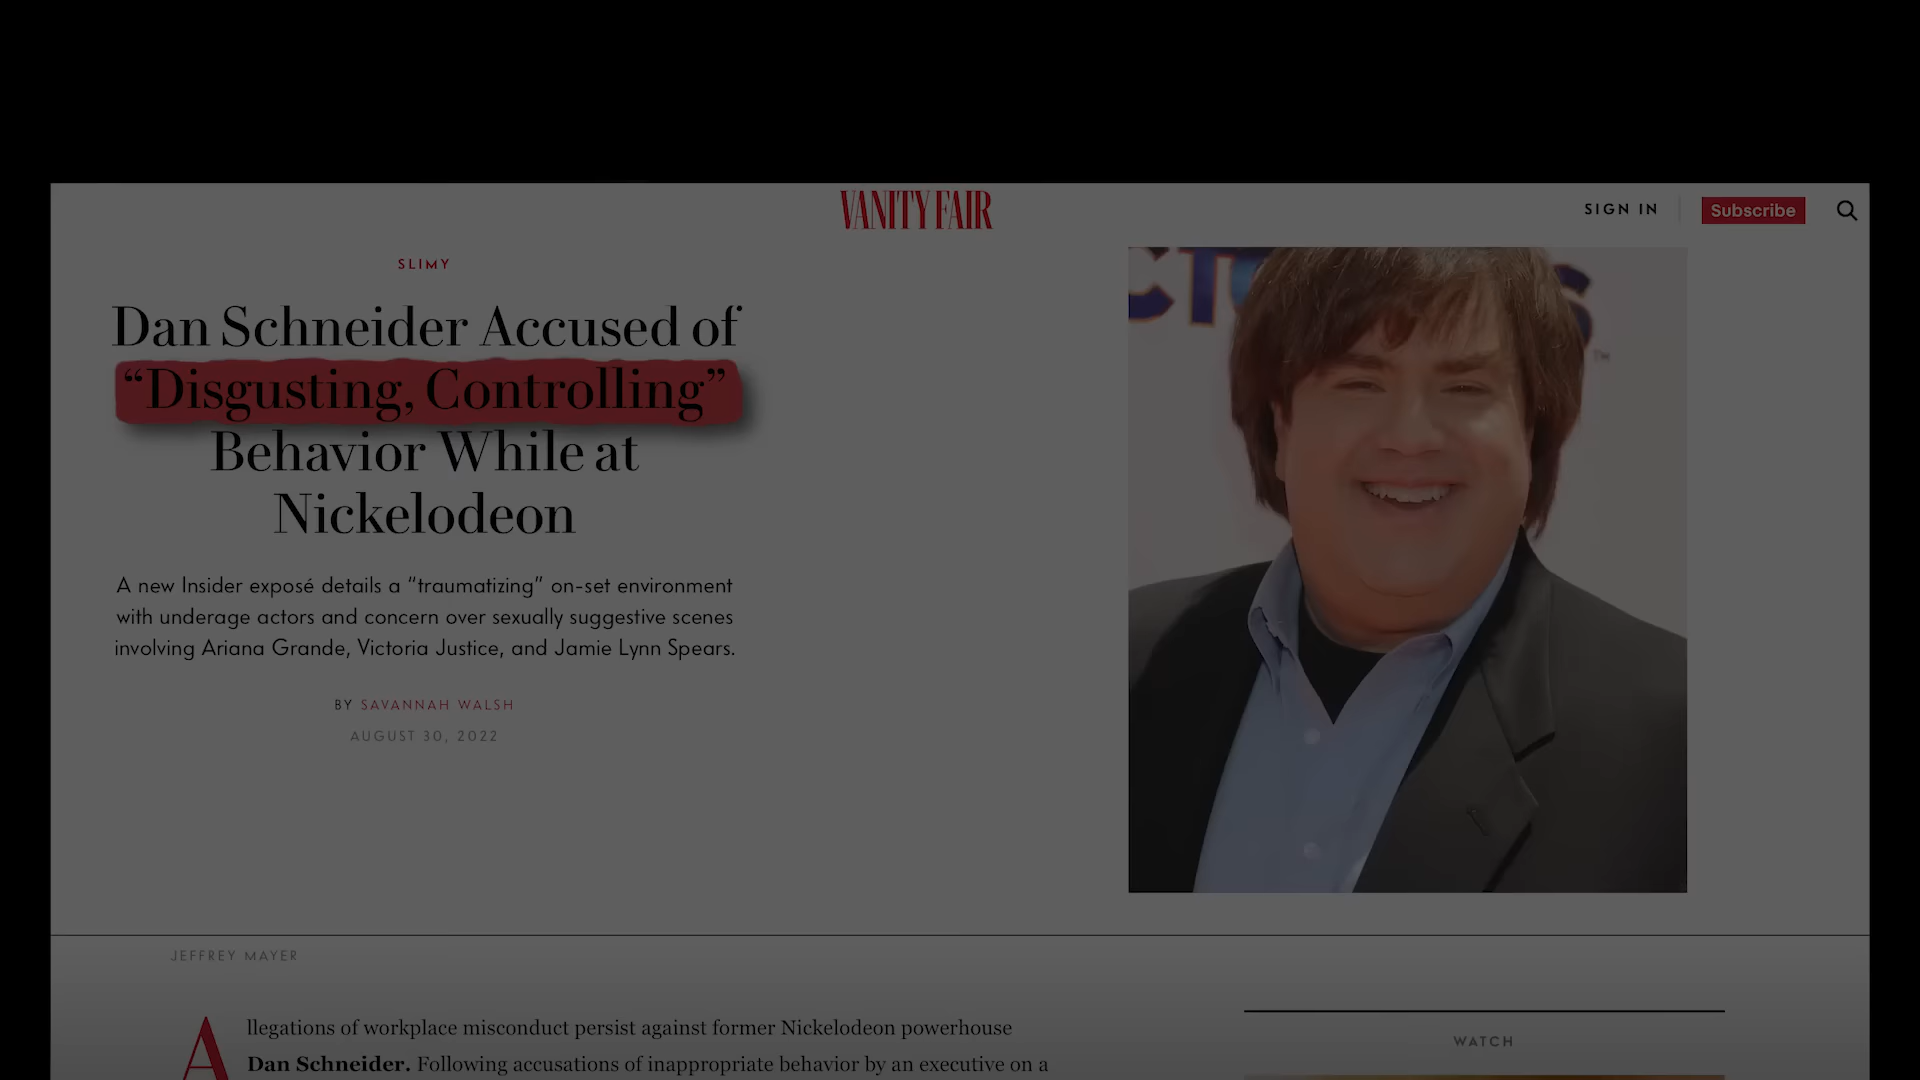 VANITY FAIR
SIGN IN
Subscribe
SLIMY
Dan Schneider Accused of
“Disgusting, Controlling”
Behavior While at
Nickelodeon
A new Insider exposé details a “traumatizing” on-set environment
with underage actors and concern over sexually suggestive scenes
involving Ariana Grande, Victoria Justice, and Jamie Lynn Spears.
BY SAVANNAH WALSH
AUGUST 30, 2022
JEFFREY MAYER
Allegations of workplace misconduct persist against former Nickelodeon powerhouse
Dan Schneider. Following accusations of inappropriate behavior by an executive on a
WATCH